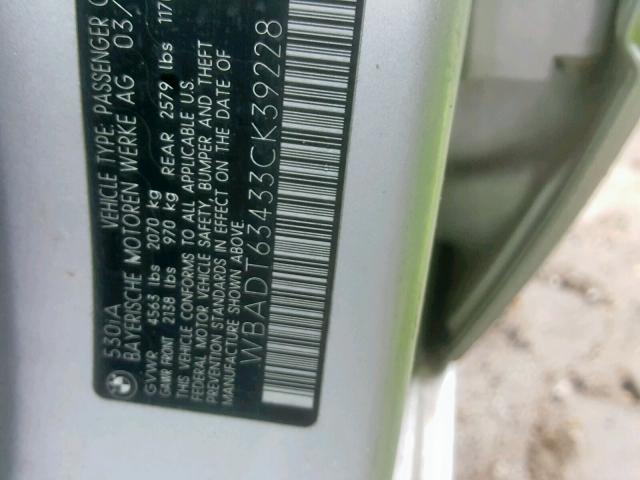 530iA VEHICLE TYPE: PASSENGER
BAYERISCHE MOTOREN WERKE AG 03/
GVWR 4563 lbs 2070 kg
GAWR FRONT 2138 lbs 970 kg REAR 2579 lbs 117
THIS VEHICLE CONFORMS TO ALL APPLICABLE U.S.
FEDERAL MOTOR VEHICLE SAFETY, BUMPER AND THEFT
PREVENTION STANDARDS IN EFFECT ON THE DATE OF
MANUFACTURE SHOWN ABOVE.
WBADT63433CK39228